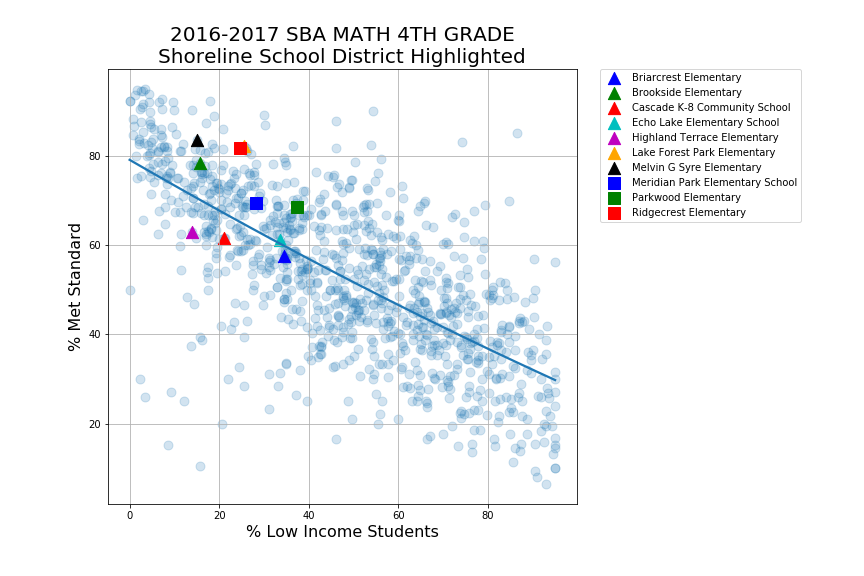 2016-2017 SBA MATH 4TH GRADE
Shoreline School District Highlighted
Briarcrest Elementary
Brookside Elementary
Cascade K-8 Community School
Echo Lake Elementary School
Highland Terrace Elementary
Lake Forest Park Elementary
Melvin G Syre Elementary
Meridian Park Elementary School
Parkwood Elementary
Ridgecrest Elementary
% Met Standard
80
60
40
20
0 20 40 60 80
% Low Income Students